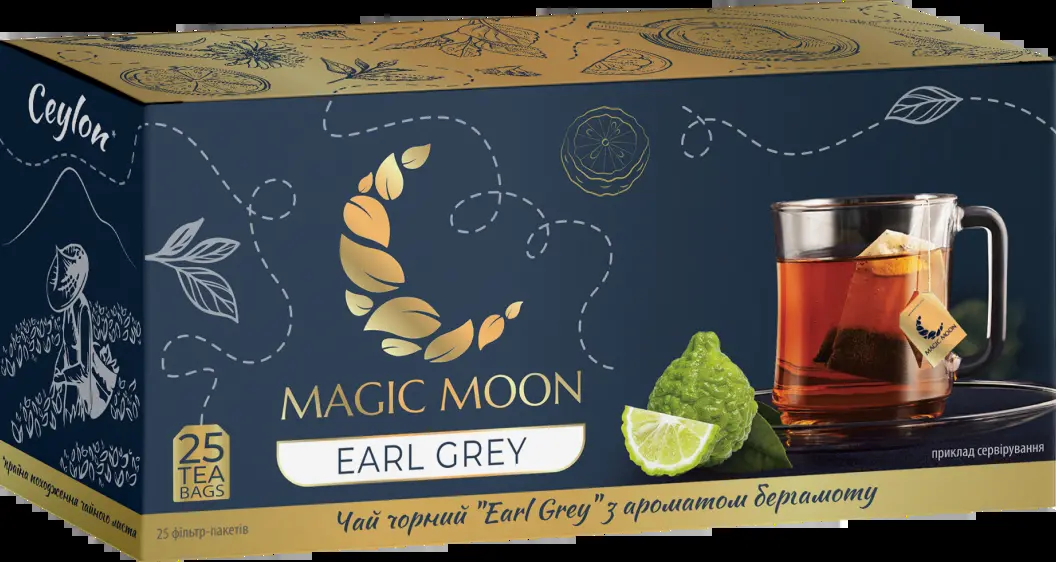 Ceylon*
MAGIC MOON
EARL GREY
25
TEA
BAGS
MAGIC MOON
приклад сервірування
Чай чорний "Earl Grey" з ароматом бергамоту
25 фільтр-пакетів
*країна походження чайного листа